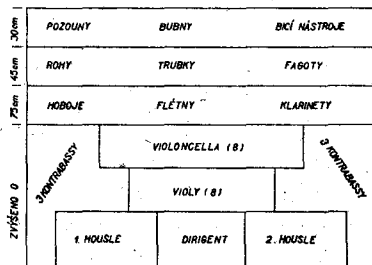 30cm POZOUNY BUBNY BICÍ NÁSTROJE
45cm ROHY TRUBKY FAGOTY
75cm HOBOJE FLÉTNY KLARINETY
VIOLONCELLA (8)
3 KONTRABASSY 3 KONTRABASSY
VIOLY (8)
ZVÝŠENO O
1. HOUSLE DIRIGENT 2. HOUSLE